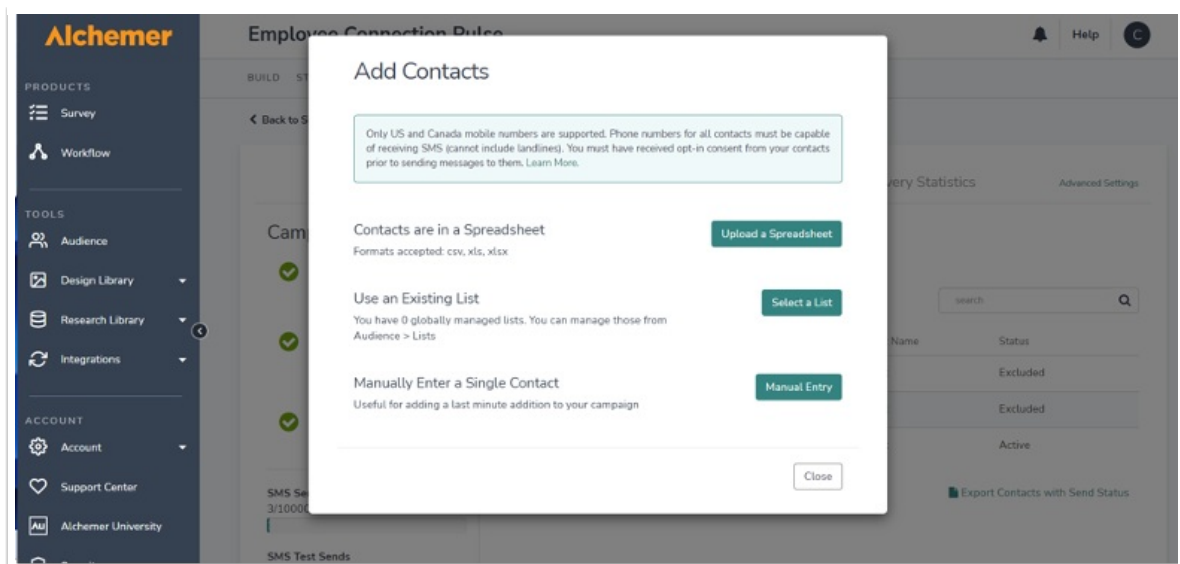 Alchemer
PRODUCTS
Survey
Workflow
TOOLS
Audience
Design Library
Research Library
Integrations
ACCOUNT
Account
Support Center
Au
Alchemer University
Employee Connection Pulse
Help
C
BUILD
Back to S
Add Contacts
Only US and Canada mobile numbers are supported. Phone numbers for all contacts must be capable
of receiving SMS (cannot include landlines). You must have received opt-in consent from your contacts
prior to sending messages to them. Learn More.
Contacts are in a Spreadsheet
Upload a Spreadsheet
Formats accepted: csv, xls, xlsx
Use an Existing List
Select a List
You have 0 globally managed lists. You can manage those from
Audience > Lists
Manually Enter a Single Contact
Manual Entry
Useful for adding a last minute addition to your campaign
Close
very Statistics
Advanced Settings
Cam
search
Name
Status
Excluded
Excluded
Active
Export Contacts with Send Status
SMS Se
3/10000
SMS Test Sends